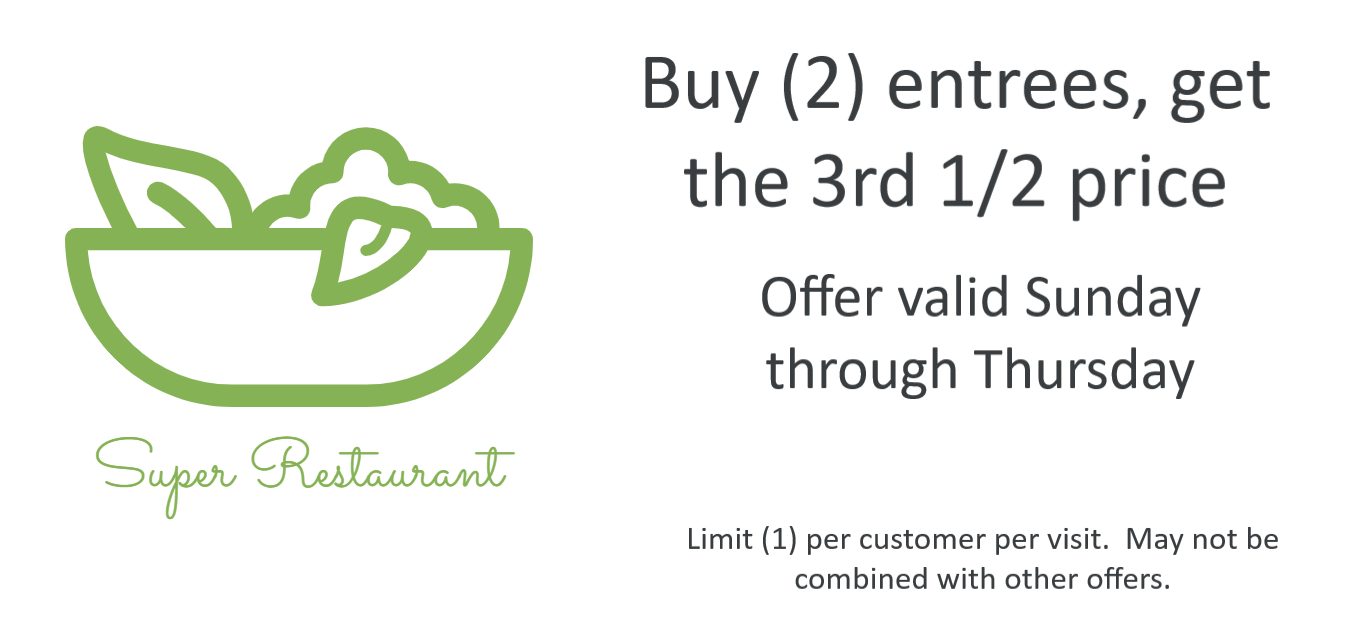 Super Restaurant
Buy (2) entrees, get
the 3rd 1/2 price
Offer valid Sunday
through Thursday
Limit (1) per customer per visit.  May not be
combined with other offers.